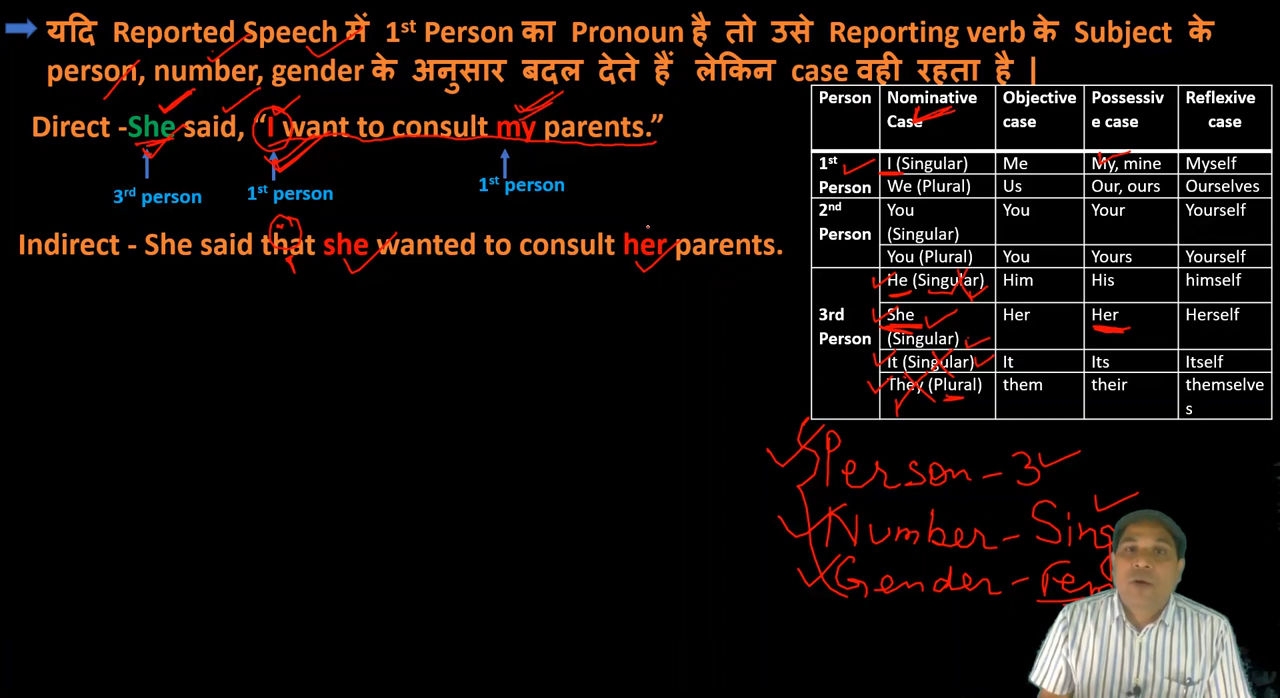 यदि Reported Speech में 1st Person का Pronoun है तो उसे Reporting verb के Subject के
person, number, gender के अनुसार बदल देते हैं लेकिन case वही रहता है |
Direct -She said, “I want to consult my parents.”
3rd person
1st person
1st person
Indirect - She said that she wanted to consult her parents.
Person Nominative Case Objective case Possessiv e case Reflexive case
1st Person I (Singular) Me My, mine Myself
We (Plural) Us Our, ours Ourselves
2nd Person You (Singular) You Your Yourself
You (Plural) You Yours Yourself
3rd Person He (Singular) Him His himself
She (Singular) Her Her Herself
It (Singular) It Its Itself
They (Plural) them their themselve s
Person - 3
Number - Sing
Gender - Fem